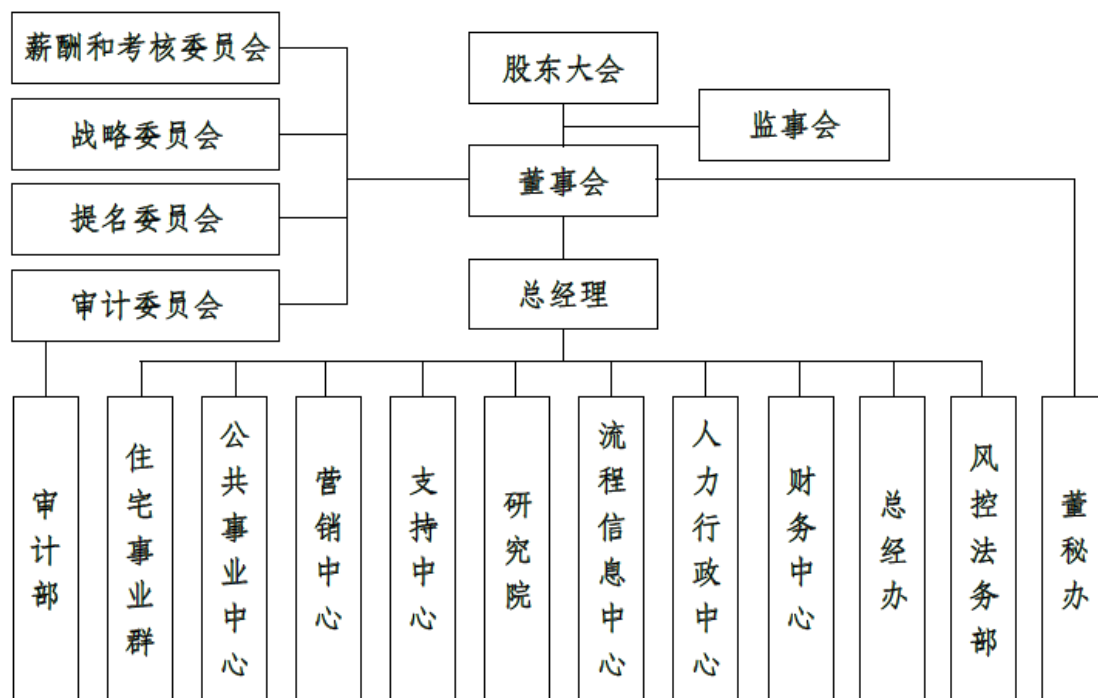 薪酬和考核委员会
股东大会
战略委员会
监事会
董事会
提名委员会
总经理
审计委员会
审计部
住宅事业群
公共事业中心
营销中心
支持中心
研究院
流程信息中心
人力行政中心
财务中心
总经办
风控法务部
董秘办